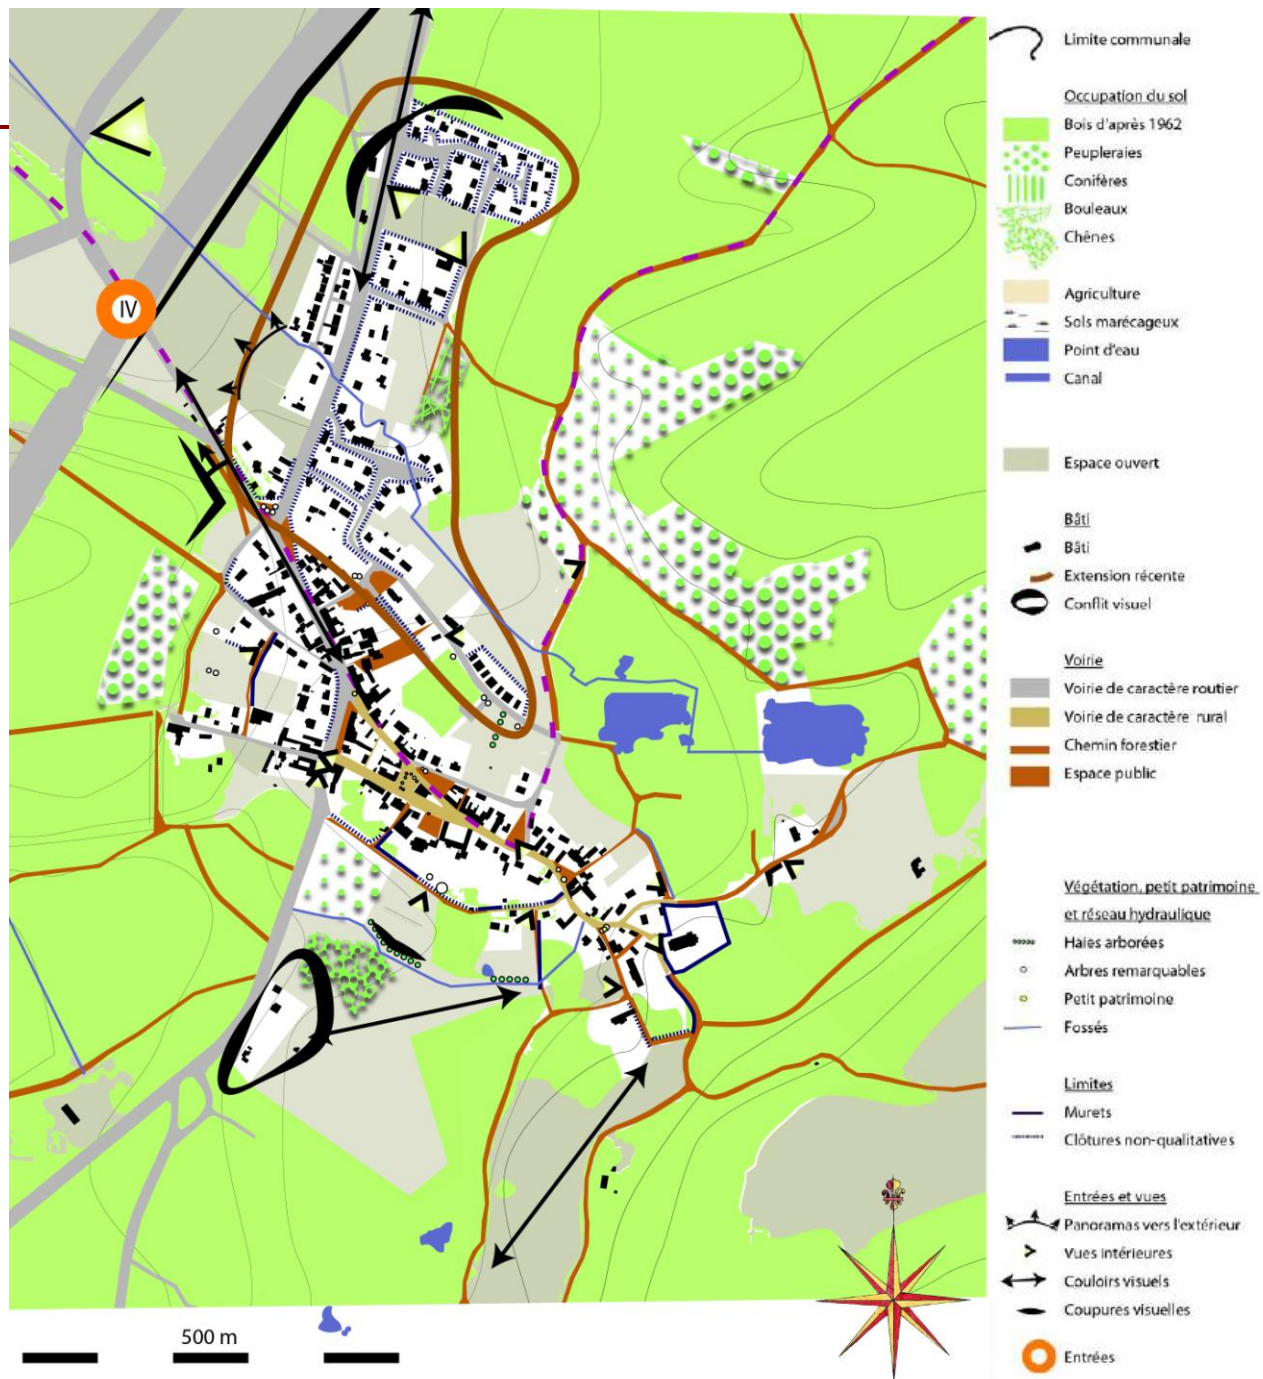 IV
500 m
Limite communale
Occupation du sol
Bois d'après 1962
Peupleraies
Conifères
Bouleaux
Chênes
Agriculture
Sols marécageux
Point d'eau
Canal
Espace ouvert
Bâti
Bâti
Extension récente
Conflit visuel
Voirie
Voirie de caractère routier
Voirie de caractère rural
Chemin forestier
Espace public
Végétation, petit patrimoine
et réseau hydraulique
Haies arborées
Arbres remarquables
Petit patrimoine
Fossés
Limites
Murets
Clôtures non-qualitatives
Entrées et vues
Panoramas vers l'extérieur
Vues intérieures
Couloirs visuels
Coupures visuelles
Entrées